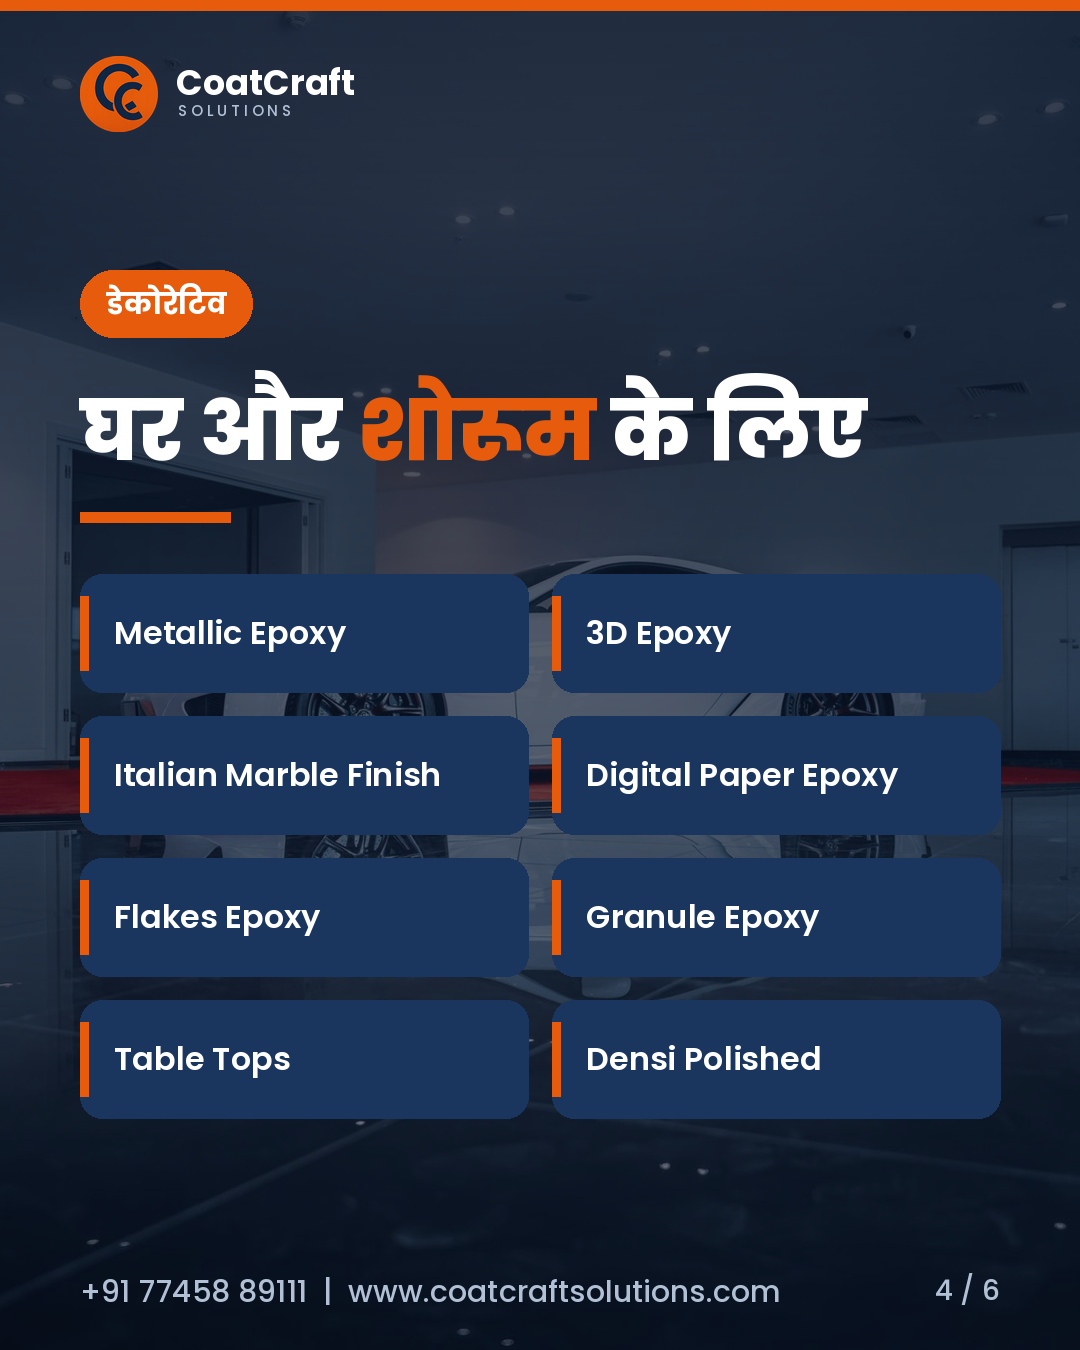 CoatCraft
SOLUTIONS
डेकोरेटिव
घर और शोरूम के लिए
Metallic Epoxy
3D Epoxy
Italian Marble Finish
Digital Paper Epoxy
Flakes Epoxy
Granule Epoxy
Table Tops
Densi Polished
+91 77458 89111 | www.coatcraftsolutions.com
4 / 6